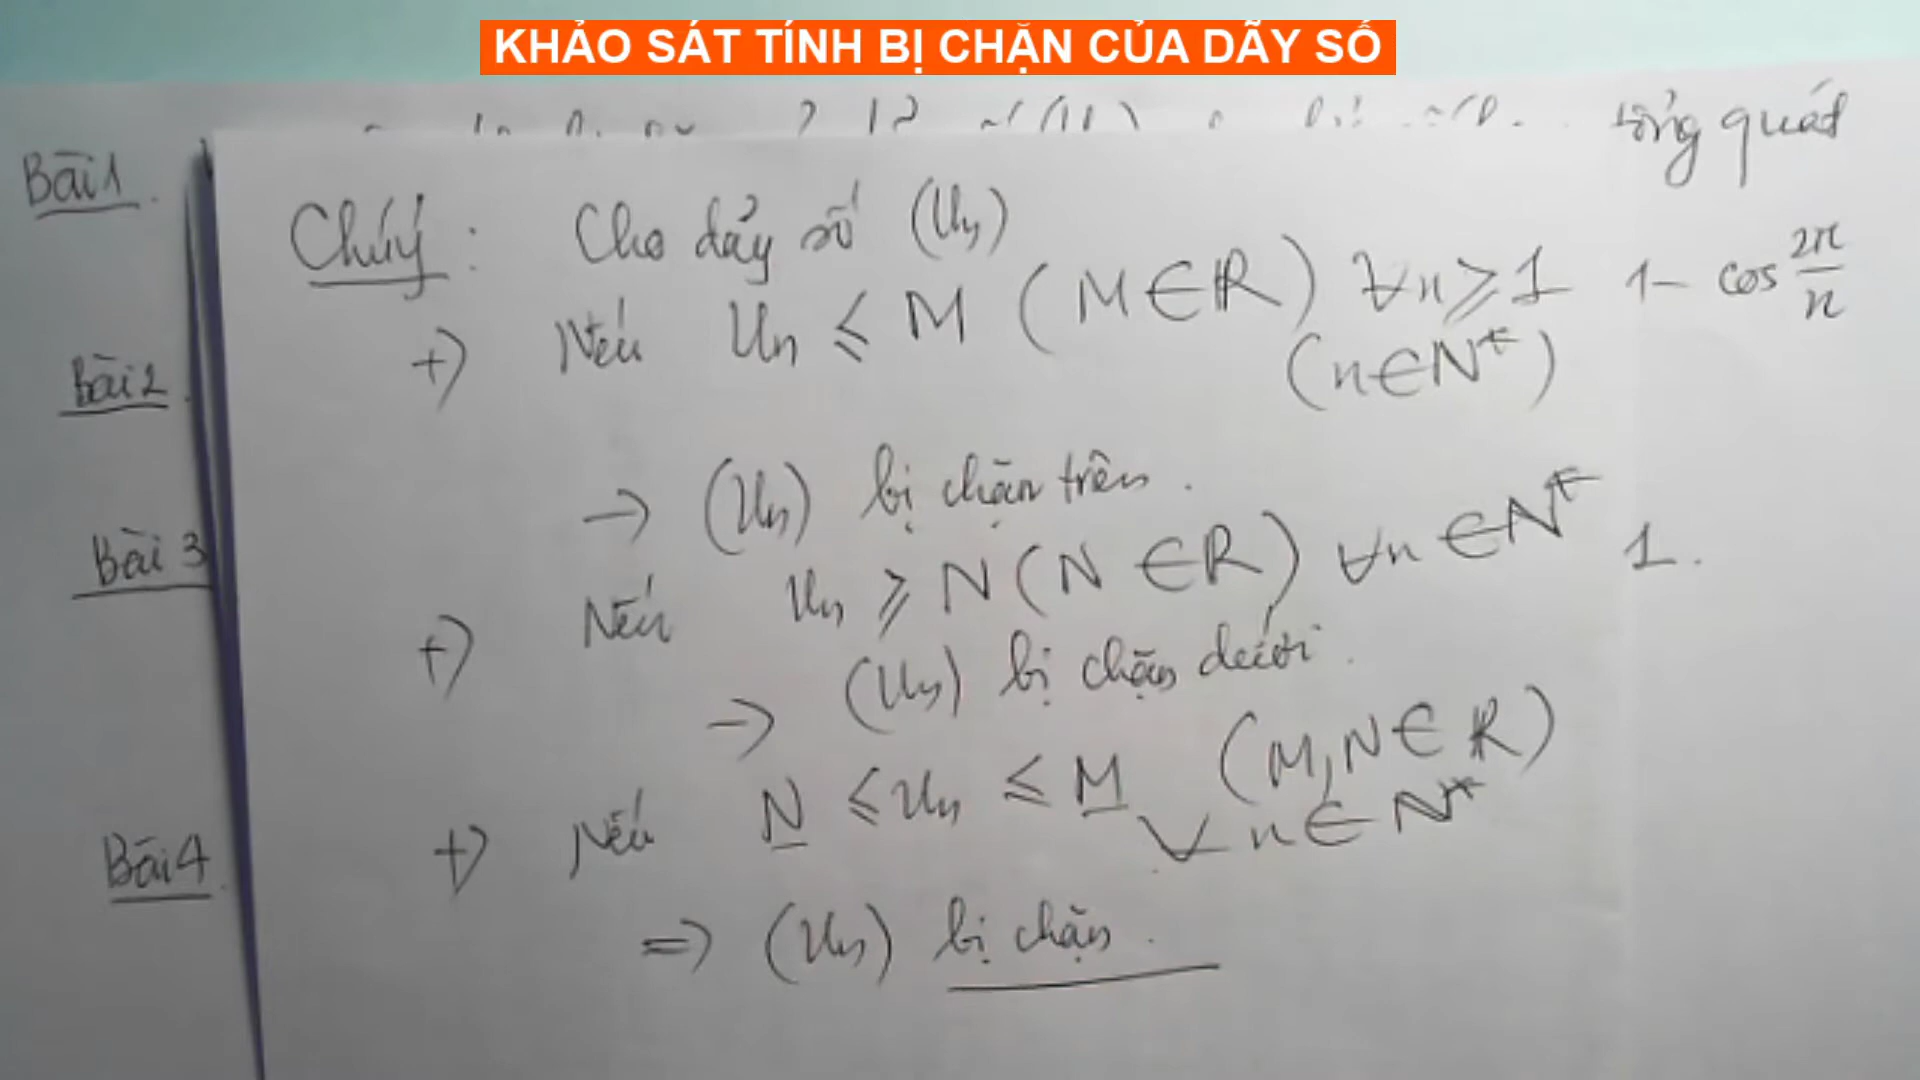 KHẢO SÁT TÍNH BỊ CHẶN CỦA DÃY SỐ
tổng quát
Bài 1.
Chú ý: Cho dảy số (Un)
+) Nếu Un ≤ M (M∈R) ∀n≥1
1- cos 2π/n
(n∈N*)
Bài 2.
→ (Un) bị chặn trên.
Bài 3
+) Nếu Un ≥ N (N∈R) ∀n∈N*
1.
→ (Un) bị chặn dưới.
+) Nếu N ≤ Un ≤ M (M,N∈R)
∀n∈N*
Bài 4.
⇒ (Un) bị chặn.